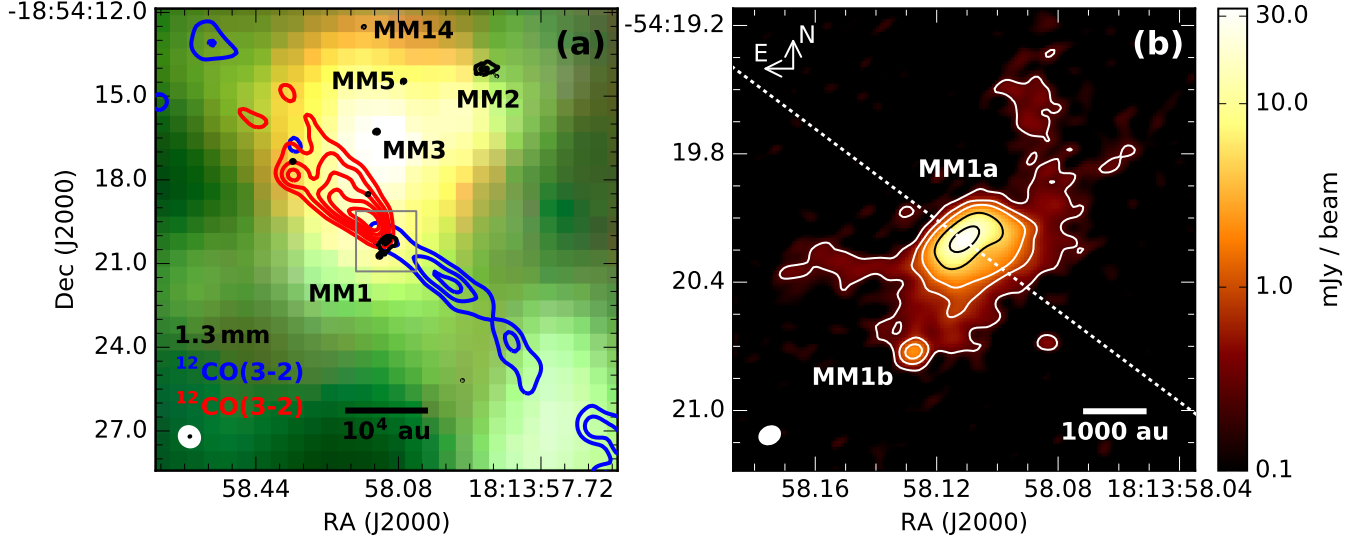 -18:54:12.0
15.0
18.0
21.0
24.0
27.0
Dec (J2000)
58.44
58.08
18:13:57.72
RA (J2000)
(a)
MM14
MM5
MM2
MM3
MM1
1.3 mm
¹²CO(3-2)
¹²CO(3-2)
10⁴ au
-54:19.2
19.8
20.4
21.0
58.16
58.12
58.08
18:13:58.04
RA (J2000)
(b)
E
N
MM1a
MM1b
1000 au
30.0
10.0
1.0
0.1
mJy / beam